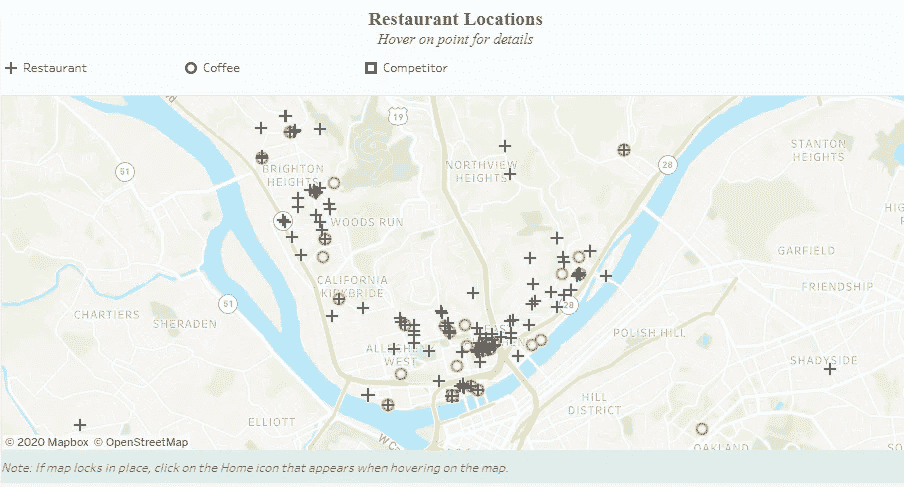 Restaurant Locations
Hover on point for details
Restaurant Coffee Competitor
19
STANTON
HEIGHTS
51
BRIGHTON
HEIGHTS
NORTHVIEW
HEIGHTS
28
WOODS RUN
GARFIELD
CALIFORNIA
KIRKBRIDE
FRIENDSHIP
51
28
CHARTIERS
SHERADEN
POLISH HILL
WEST
SHADYSIDE
HILL
DISTRICT
ELLIOTT
OAKLAND
© 2020 Mapbox © OpenStreetMap
Note: If map locks in place, click on the Home icon that appears when hovering on the map.